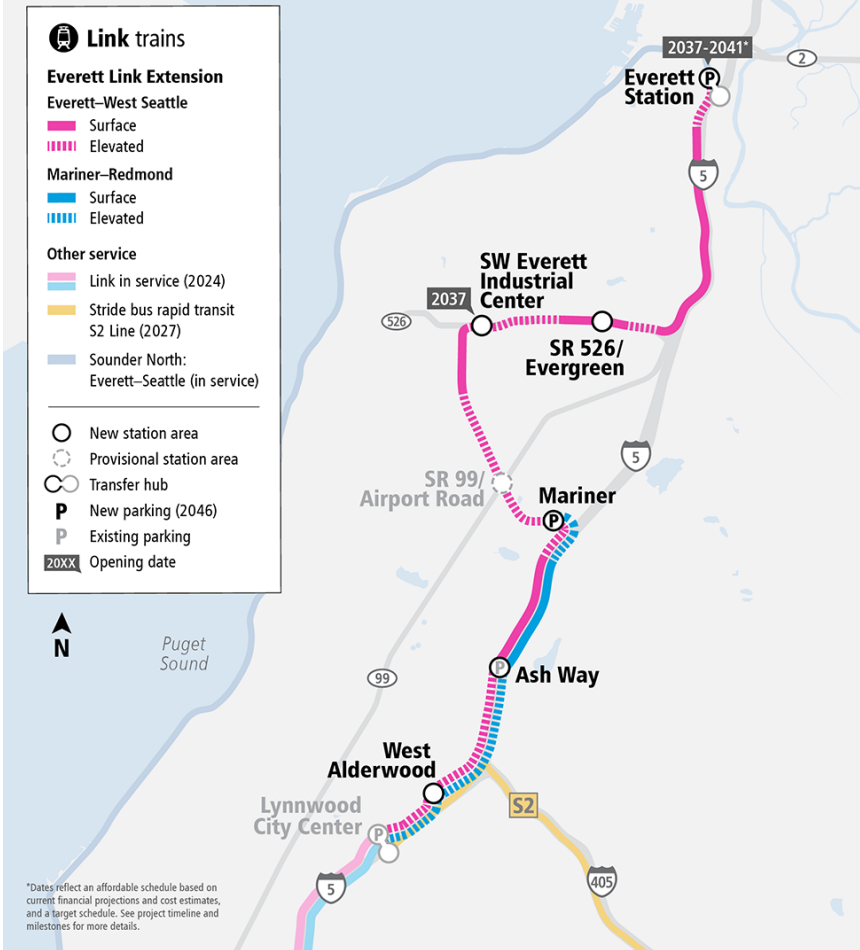 Link trains
Everett Link Extension
Everett–West Seattle
Surface
Elevated
Mariner–Redmond
Surface
Elevated
Other service
Link in service (2024)
Stride bus rapid transit
S2 Line (2027)
Sounder North:
Everett–Seattle (in service)
New station area
Provisional station area
Transfer hub
P New parking (2046)
P Existing parking
20XX Opening date
N
Puget
Sound
2037-2041*
2
Everett
Station
P
5
SW Everett
Industrial
Center
2037
526
SR 526/
Evergreen
5
SR 99/
Airport Road
Mariner
P
P
Ash Way
99
West
Alderwood
Lynnwood
City Center
P
S2
5
405
*Dates reflect an affordable schedule based on
current financial projections and cost estimates,
and a target schedule. See project timeline and
milestones for more details.